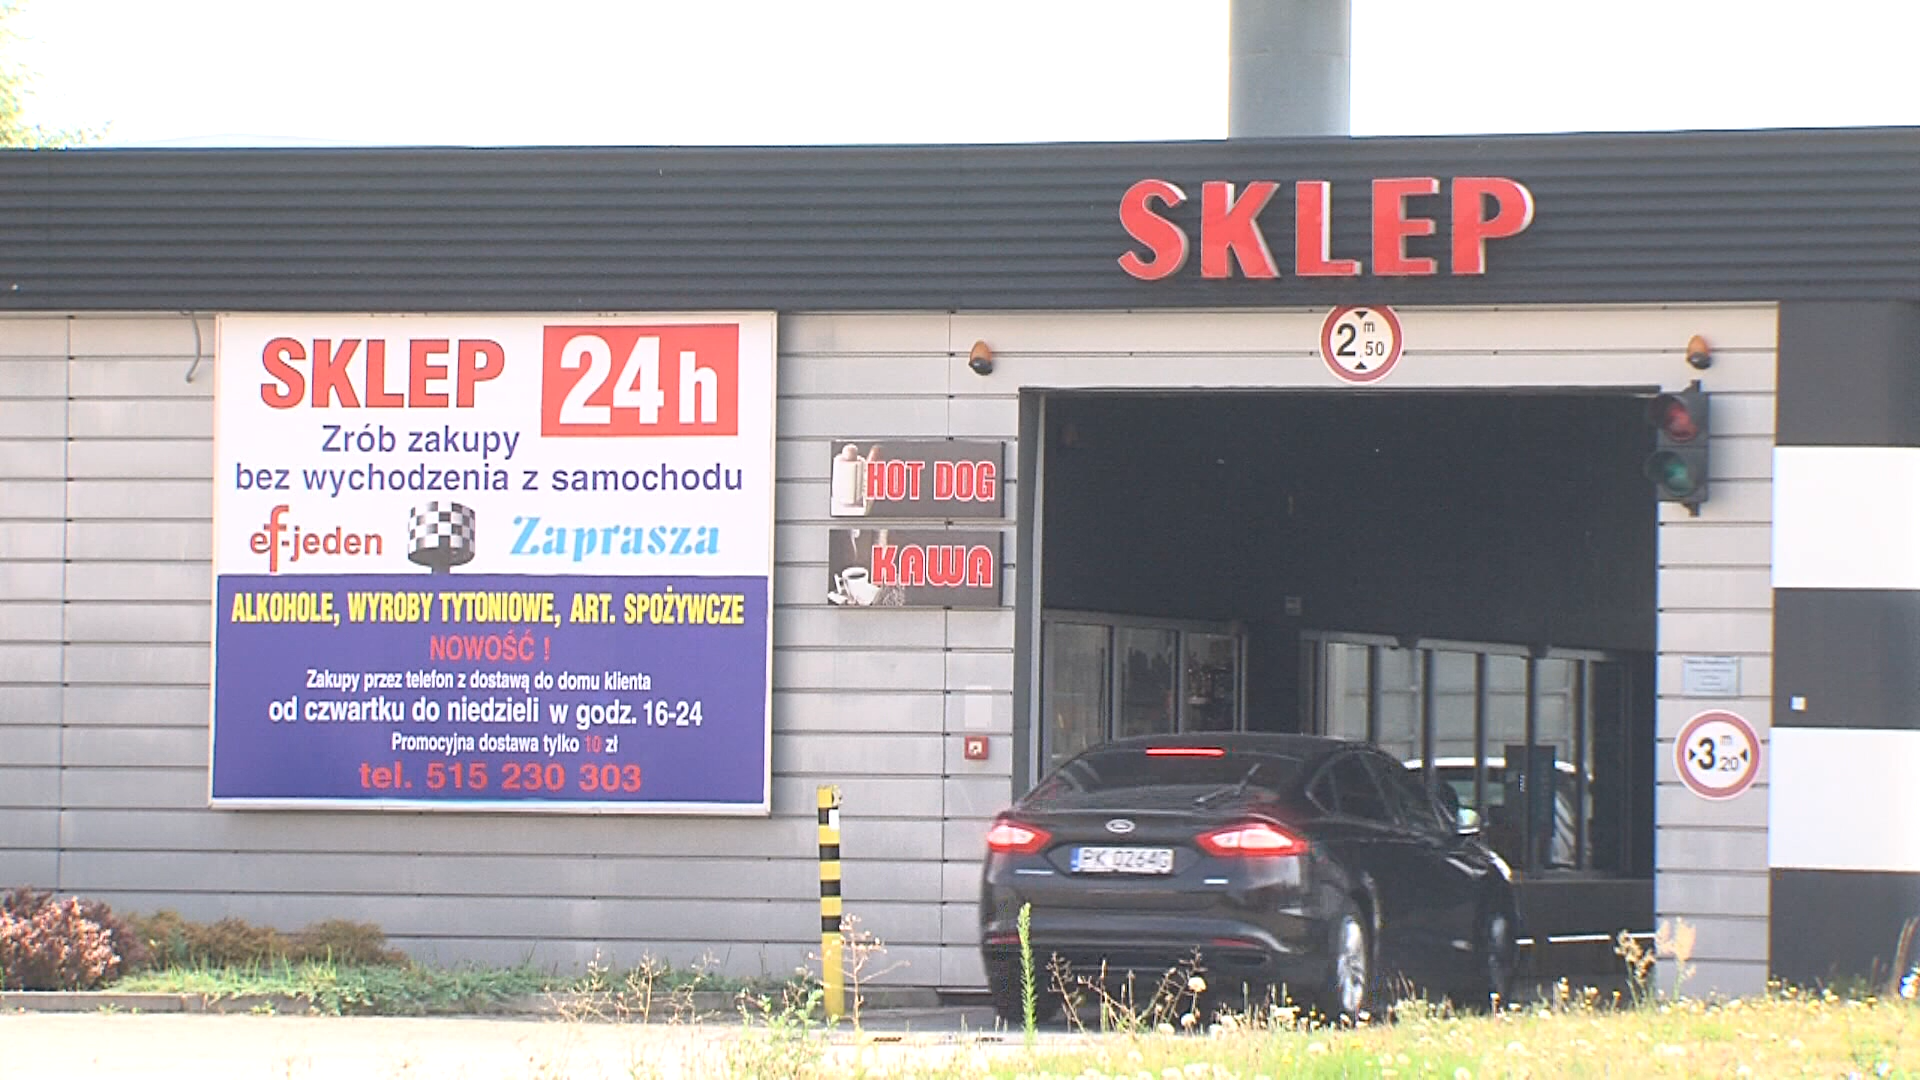 SKLEP
2 m .50
SKLEP 24h
Zrób zakupy
bez wychodzenia z samochodu
ef-jeden Zaprasza
ALKOHOLE, WYROBY TYTONIOWE, ART. SPOŻYWCZE
NOWOŚĆ !
Zakupy przez telefon z dostawą do domu klienta
od czwartku do niedzieli w godz. 16-24
Promocyjna dostawa tylko 10 zł
tel. 515 230 303
HOT DOG
KAWA
3 m .20
PK 0264G